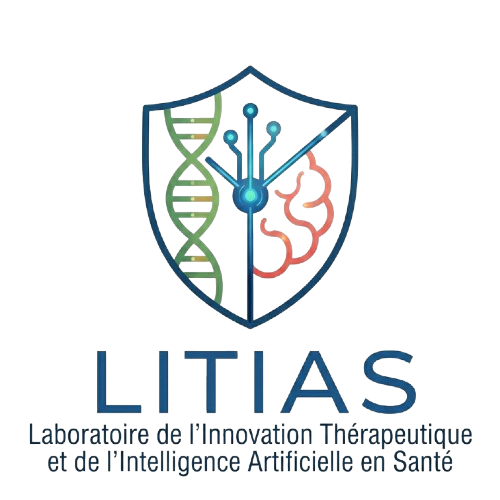 LITIAS
Laboratoire de l'Innovation Thérapeutique
et de l'Intelligence Artificielle en Santé